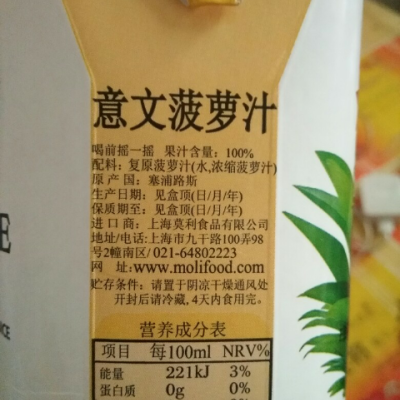 意文菠萝汁
喝前摇一摇 果汁含量：100%
配料：复原菠萝汁(水,浓缩菠萝汁)
原产国：塞浦路斯
生产日期：见盒顶(日/月/年)
保质期至：见盒顶(日/月/年)
进口商：上海莫利食品有限公司
地址/电话:上海市九干路100弄98
号2幢南区/ 021-64802223
网 址:www.molifood.com
贮存条件：请置于阴凉干燥通风处
开封后请冷藏, 4天内食用完。
营养成分表
项目 每100ml NRV%
能量 221kJ 3%
蛋白质 0g 0%
E
ICE